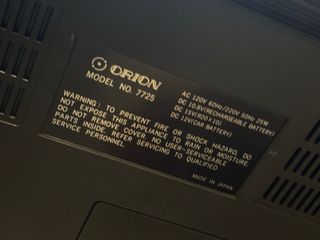 ORION
MODEL NO. 7725
AC 120V 60Hz/220V 50Hz 26W
DC 10.8V(RECHARGEABLE BATTERY)
DC 15V(R20×10)
DC 12V(CAR BATTERY)
WARNING: TO PREVENT FIRE OR SHOCK HAZARD, DO
NOT EXPOSE THIS APPLIANCE TO RAIN OR MOISTURE.
DO NOT REMOVE COVER. NO USER-SERVICEABLE
PARTS INSIDE. REFER SERVICING TO QUALIFIED
SERVICE PERSONNEL.
MADE IN JAPAN